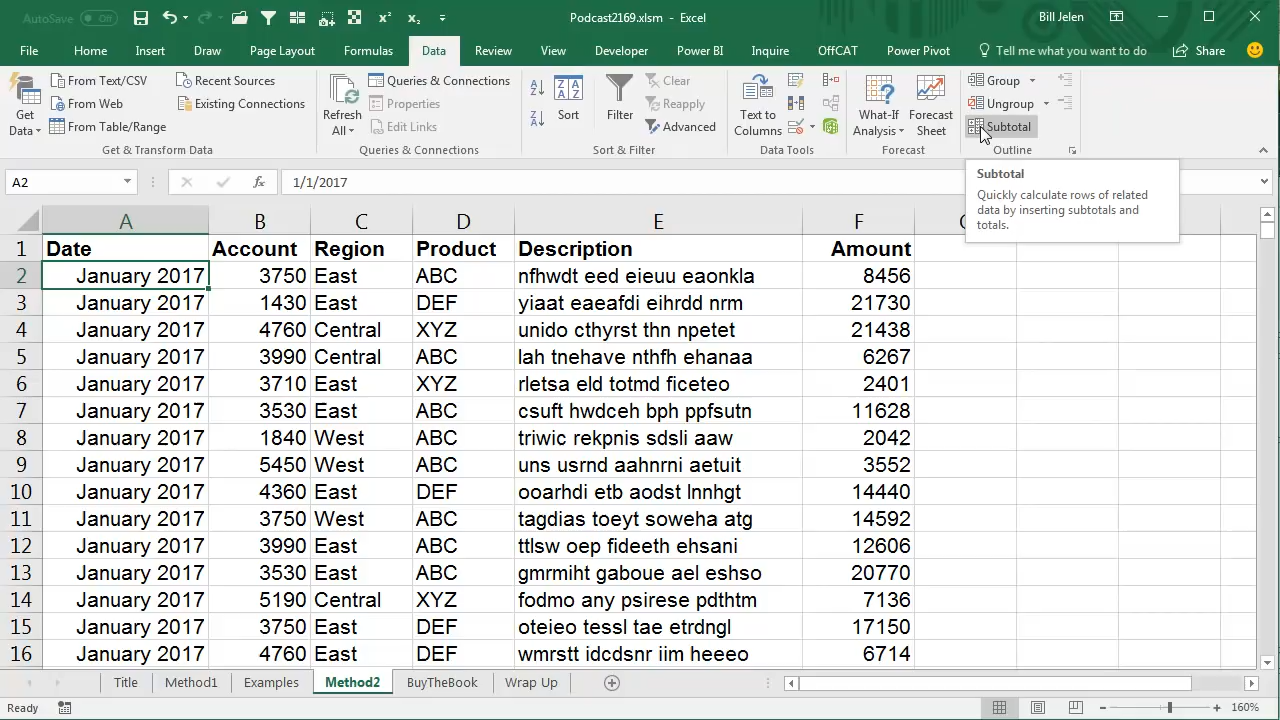 AutoSave Off Podcast2169.xlsm - Excel Bill Jelen
File Home Insert Draw Page Layout Formulas Data Review View Developer Power BI Inquire OffCAT Power Pivot Tell me what you want to do Share
Get Data
From Text/CSV
From Web
From Table/Range
Recent Sources
Existing Connections
Get & Transform Data
Refresh All
Queries & Connections
Properties
Edit Links
Queries & Connections
Sort
Filter
Clear
Reapply
Advanced
Sort & Filter
Text to Columns
Data Tools
What-If Analysis
Forecast Sheet
Forecast
Group
Ungroup
Subtotal
Outline
A2 fx 1/1/2017
Subtotal
Quickly calculate rows of related
data by inserting subtotals and
totals.
A B C D E F
1 Date Account Region Product Description Amount
2 January 2017 3750 East ABC nfhwdt eed eieuu eaonkla 8456
3 January 2017 1430 East DEF yiaat eaeafdi eihrdd nrm 21730
4 January 2017 4760 Central XYZ unido cthyrst thn npetet 21438
5 January 2017 3990 Central ABC lah tnehave nthfh ehanaa 6267
6 January 2017 3710 East XYZ rletsa eld totmd ficeteo 2401
7 January 2017 3530 East ABC csuft hwdceh bph ppfsutn 11628
8 January 2017 1840 West ABC triwic rekpnis sdsli aaw 2042
9 January 2017 5450 West ABC uns usrnd aahnrni aetuit 3552
10 January 2017 4360 East DEF ooarhdi etb aodst lnnhgt 14440
11 January 2017 3750 West ABC tagdias toeyt soweha atg 14592
12 January 2017 3990 East ABC ttlsw oep fideeth ehsani 12606
13 January 2017 3530 East ABC gmrmiht gaboue ael eshso 20770
14 January 2017 5190 Central XYZ fodmo any psirese pdthtm 7136
15 January 2017 3750 East DEF oteieo tessl tae etrdngl 17150
16 January 2017 4760 East DEF wmrstt idcdsnr iim heeeo 6714
Title Method1 Examples Method2 BuyTheBook Wrap Up
Ready 160%